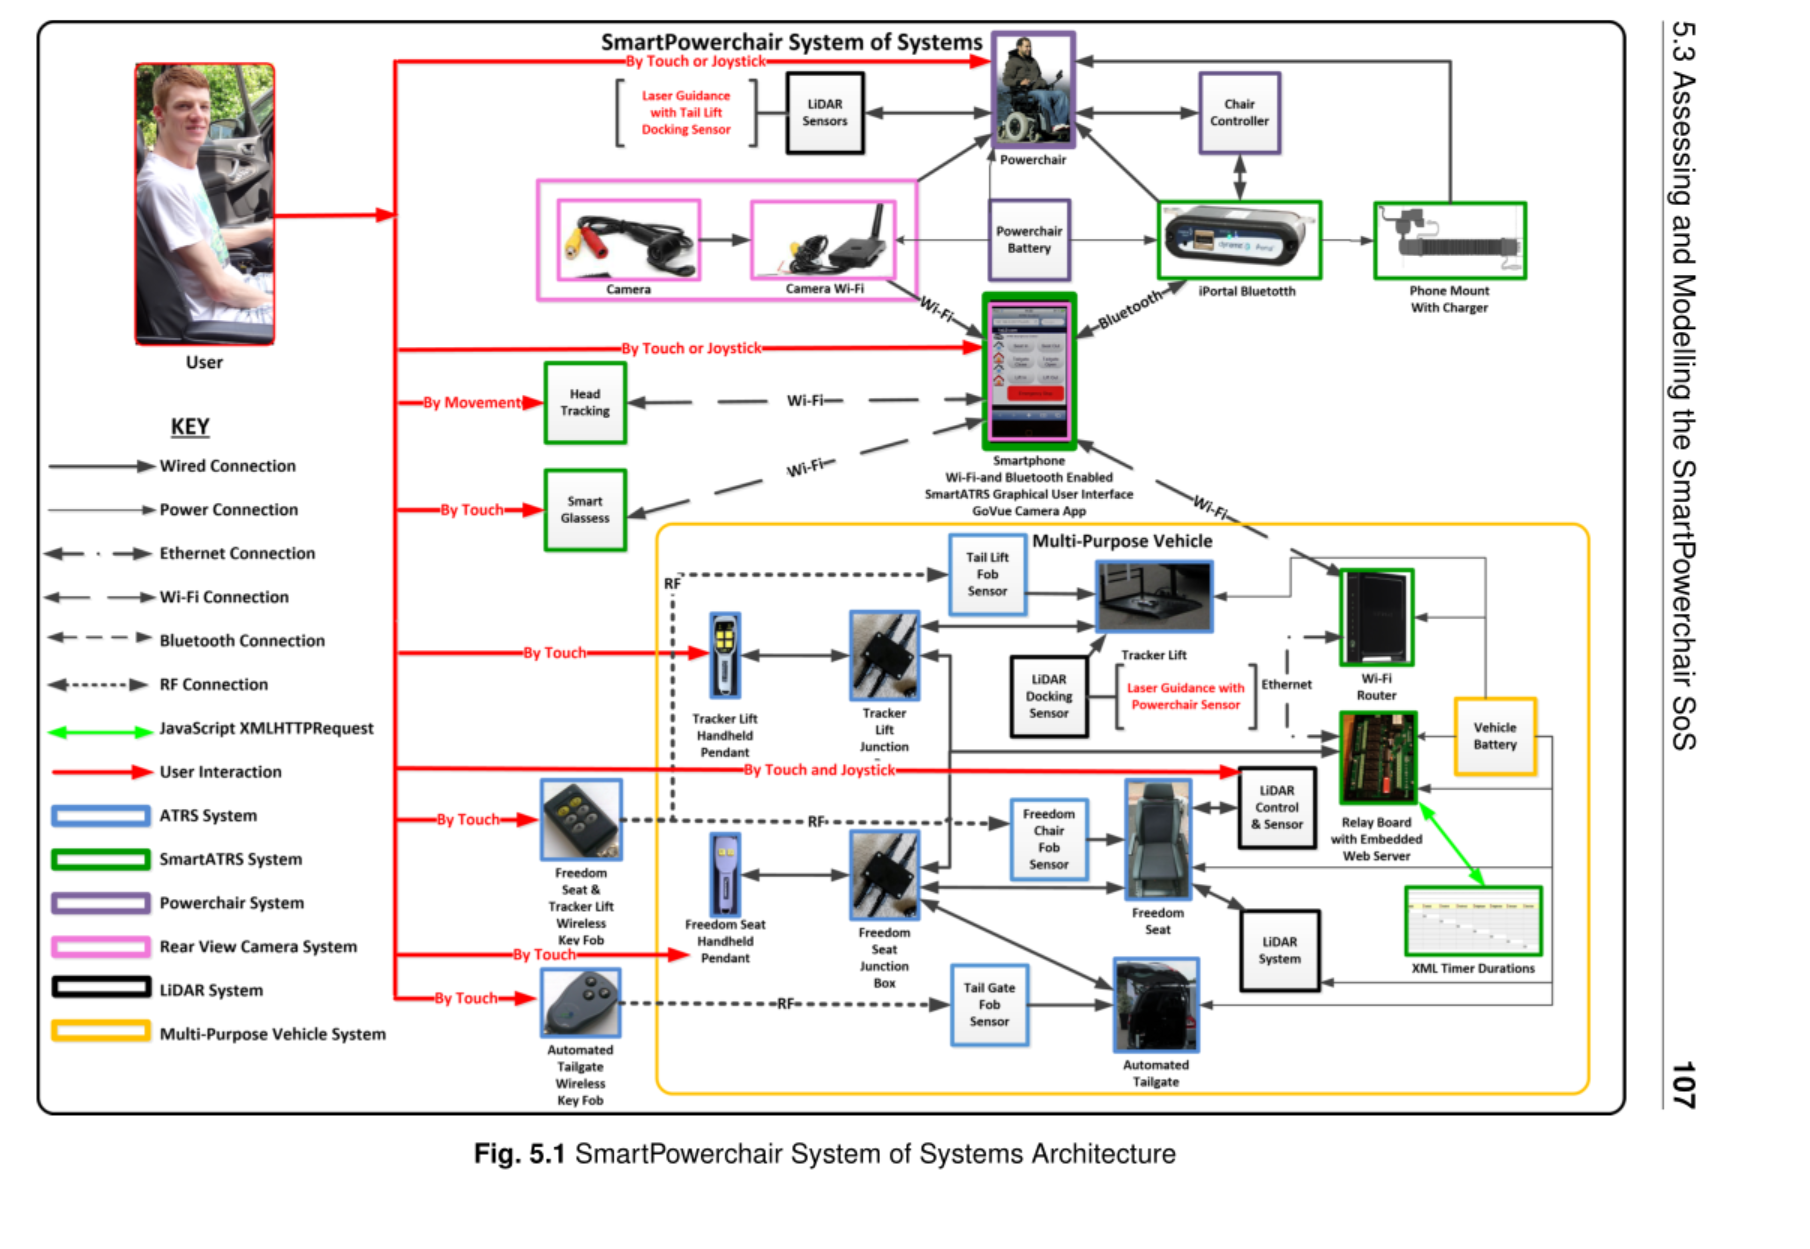 SmartPowerchair System of Systems
By Touch or Joystick
Laser Guidance
with Tail Lift
Docking Sensor
LiDAR
Sensors
Powerchair
Chair
Controller
Camera
Camera Wi-Fi
Powerchair
Battery
iPortal Bluetotth
Phone Mount
With Charger
Wi-Fi
Bluetooth
User
By Touch or Joystick
By Movement
Head
Tracking
Wi-Fi
Wi-Fi
By Touch
Smart
Glassess
Smartphone
Wi-Fi-and Bluetooth Enabled
SmartATRS Graphical User Interface
GoVue Camera App
Wi-Fi
KEY
Wired Connection
Power Connection
Ethernet Connection
Wi-Fi Connection
Bluetooth Connection
RF Connection
JavaScript XMLHTTPRequest
User Interaction
ATRS System
SmartATRS System
Powerchair System
Rear View Camera System
LiDAR System
Multi-Purpose Vehicle System
Multi-Purpose Vehicle
RF
Tail Lift
Fob
Sensor
Tracker Lift
By Touch
Tracker Lift
Handheld
Pendant
Tracker
Lift
Junction
LiDAR
Docking
Sensor
Laser Guidance with
Powerchair Sensor
Ethernet
Wi-Fi
Router
Vehicle
Battery
By Touch and Joystick
LiDAR
Control
& Sensor
Relay Board
with Embedded
Web Server
By Touch
Freedom
Seat &
Tracker Lift
Wireless
Key Fob
RF
Freedom
Chair
Fob
Sensor
Freedom
Seat
Freedom Seat
Handheld
Pendant
Freedom
Seat
Junction
Box
LiDAR
System
XML Timer Durations
By Touch
By Touch
Automated
Tailgate
Wireless
Key Fob
RF
Tail Gate
Fob
Sensor
Automated
Tailgate
Fig. 5.1 SmartPowerchair System of Systems Architecture
5.3 Assessing and Modelling the SmartPowerchair SoS
107